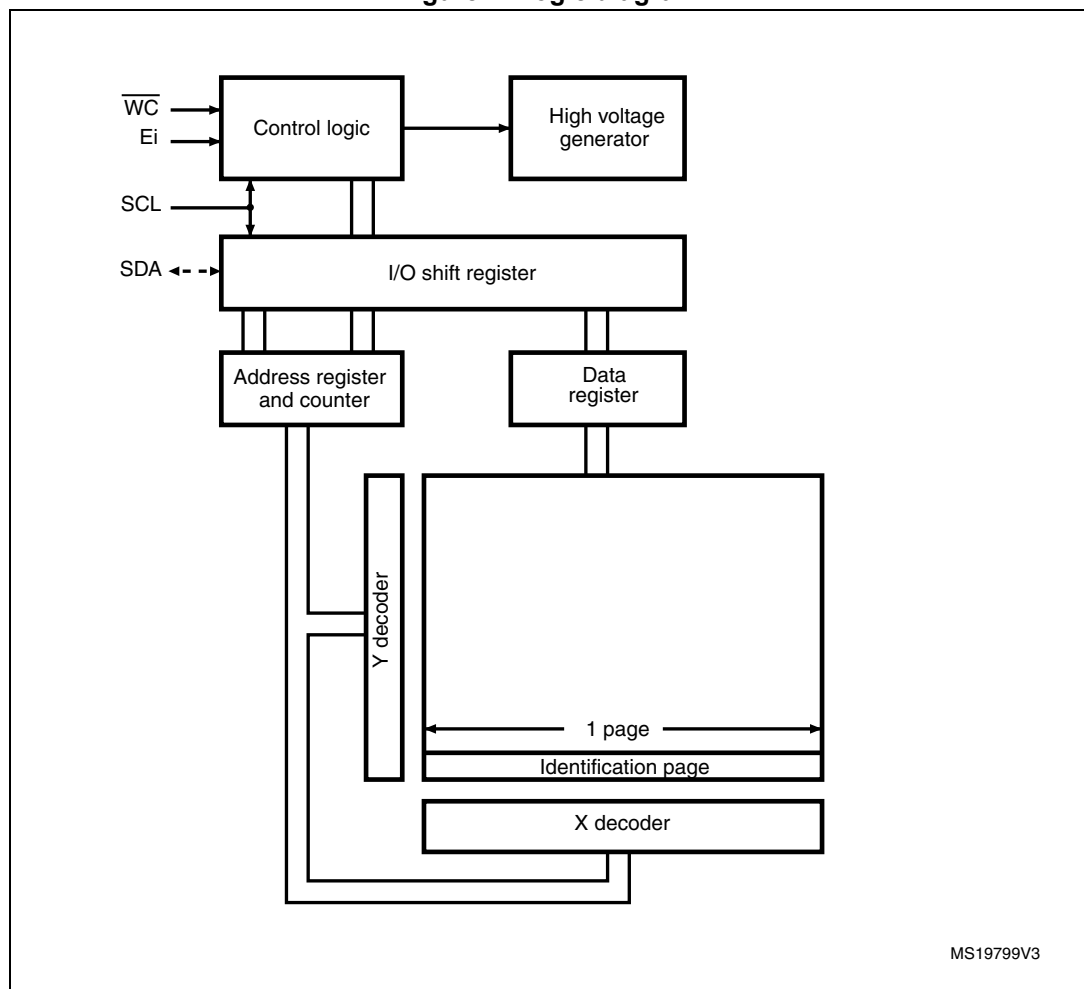 W̅C̅
Control logic
High voltage
generator
Ei
SCL
SDA
I/O shift register
Address register
and counter
Data
register
Y decoder
1 page
Identification page
X decoder
MS19799V3